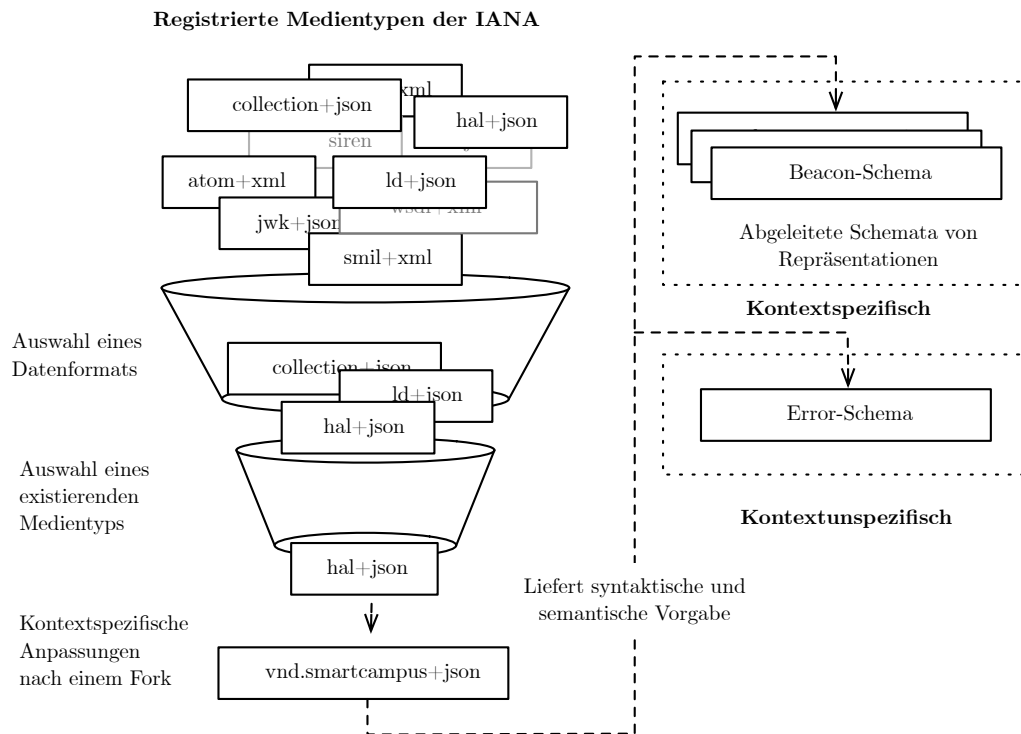 Registrierte Medientypen der IANA
xml
collection+json
hal+json
siren
atom+xml
ld+json
jwk+json
smil+xml
Auswahl eines
Datenformats
collection+json
ld+json
hal+json
Auswahl eines
existierenden
Medientyps
hal+json
Kontextspezifische
Anpassungen
nach einem Fork
vnd.smartcampus+json
Liefert syntaktische und
semantische Vorgabe
Beacon-Schema
Abgeleitete Schemata von
Repräsentationen
Kontextspezifisch
Error-Schema
Kontextunspezifisch